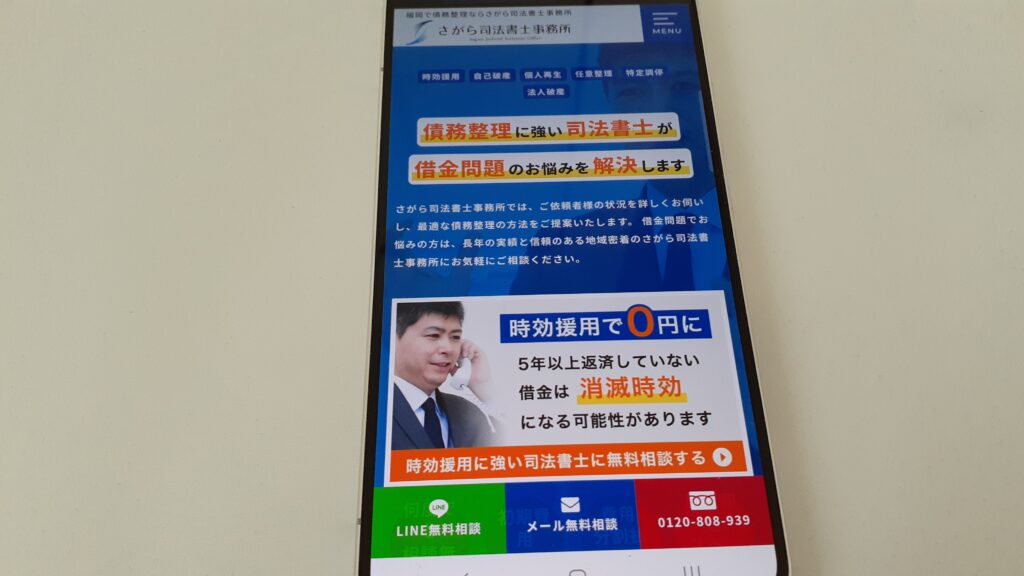 福岡で債務整理ならさがら司法書士事務所
さがら司法書士事務所
MENU
時効援用 自己破産 個人再生 任意整理 特定調停
法人破産
債務整理に強い司法書士が
借金問題のお悩みを解決します
さがら司法書士事務所では、ご依頼者様の状況を詳しくお伺い
し、最適な債務整理の方法をご提案いたします。 借金問題でお
悩みの方は、長年の実績と信頼のある地域密着のさがら司法書
士事務所にお気軽にご相談ください。
時効援用で0円に
5年以上返済していない
借金は 消滅時効
になる可能性があります
時効援用に強い司法書士に無料相談する
LINE
LINE無料相談
メール無料相談
0120-808-939